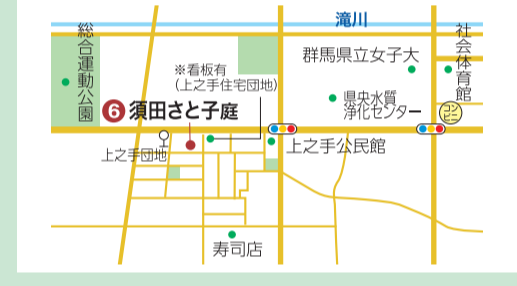 滝川
総合運動公園
社会体育館
群馬県立女子大
※看板有
(上之手住宅団地)
県央水質
浄化センター
コンビニ
6 須田さと子庭
上之手団地
上之手公民館
寿司店